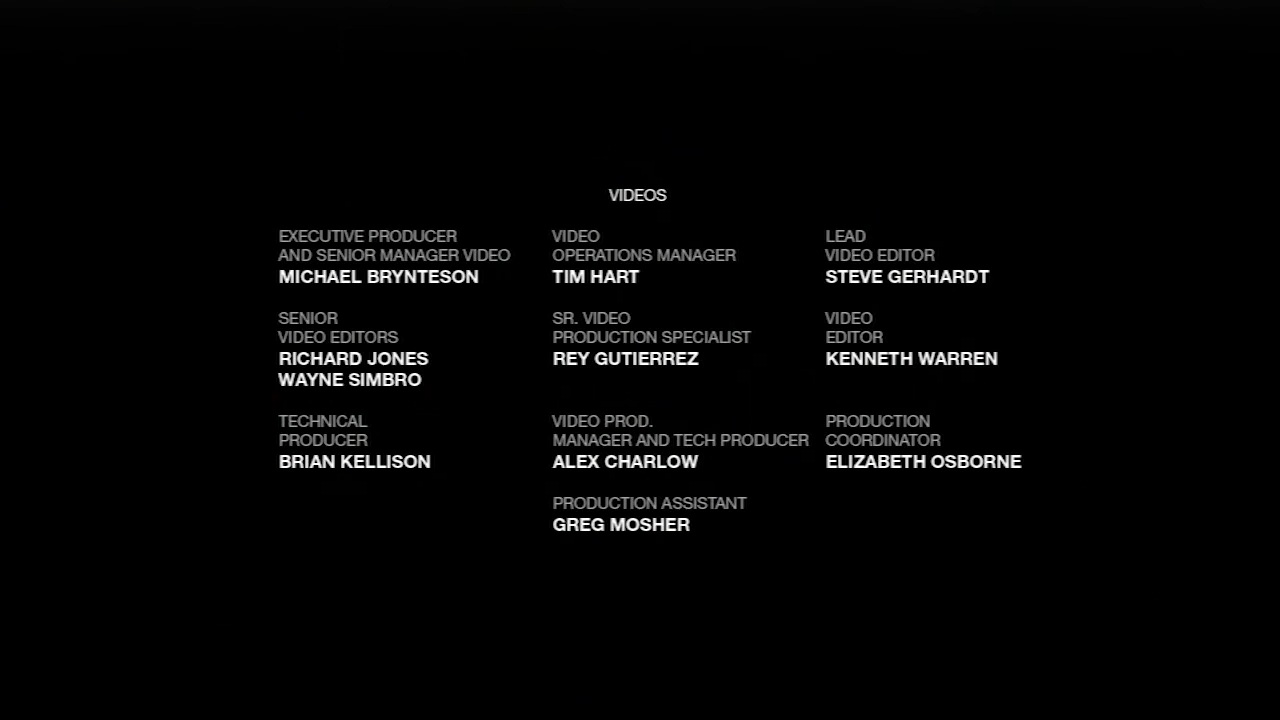 VIDEOS
EXECUTIVE PRODUCER
AND SENIOR MANAGER VIDEO
MICHAEL BRYNTESON
VIDEO
OPERATIONS MANAGER
TIM HART
LEAD
VIDEO EDITOR
STEVE GERHARDT
SENIOR
VIDEO EDITORS
RICHARD JONES
WAYNE SIMBRO
SR. VIDEO
PRODUCTION SPECIALIST
REY GUTIERREZ
VIDEO
EDITOR
KENNETH WARREN
TECHNICAL
PRODUCER
BRIAN KELLISON
VIDEO PROD.
MANAGER AND TECH PRODUCER
ALEX CHARLOW
PRODUCTION
COORDINATOR
ELIZABETH OSBORNE
PRODUCTION ASSISTANT
GREG MOSHER